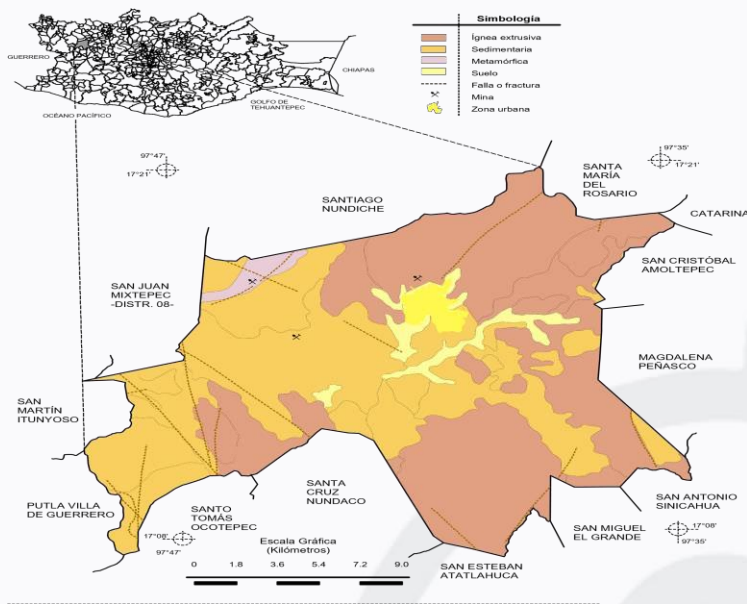 Simbología
Ígnea extrusiva
Sedimentaria
Metamórfica
Suelo
Falla o fractura
Mina
Zona urbana
GUERRERO
CHIAPAS
GOLFO DE
TEHUANTEPEC
OCÉANO PACÍFICO
97°47'
17°21'
97°35'
17°21'
SANTA
MARÍA
DEL
ROSARIO
SANTIAGO
NUNDICHE
CATARINA
SAN CRISTÓBAL
AMOLTEPEC
SAN JUAN
MIXTEPEC
-DISTR. 08-
MAGDALENA
PEÑASCO
SAN
MARTÍN
ITUNYOSO
PUTLA VILLA
DE GUERRERO
SANTO
TOMÁS
OCOTEPEC
SANTA
CRUZ
NUNDACO
SAN ANTONIO
SINICAHUA
SAN MIGUEL
EL GRANDE
17°08'
97°35'
17°08'
97°47'
Escala Gráfica
(Kilómetros)
0 1.8 3.6 5.4 7.2 9.0
SAN ESTEBAN
ATATLAHUCA